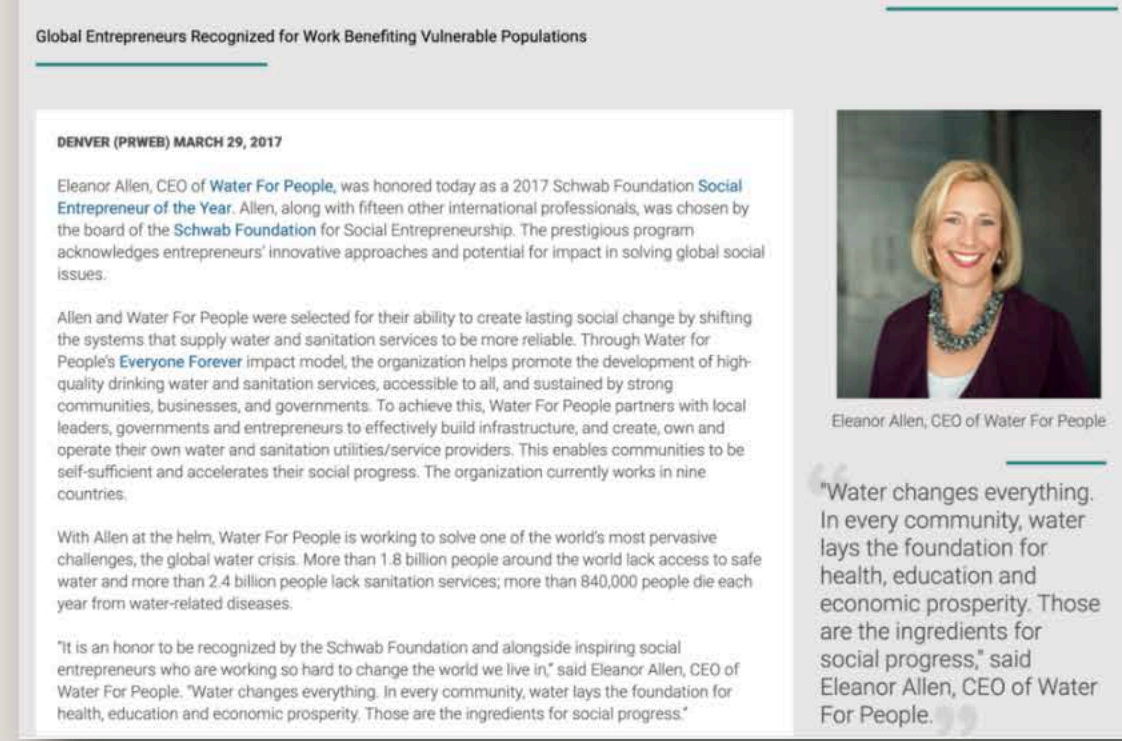 Global Entrepreneurs Recognized for Work Benefiting Vulnerable Populations
DENVER (PRWEB) MARCH 29, 2017
Eleanor Allen, CEO of Water For People, was honored today as a 2017 Schwab Foundation Social
Entrepreneur of the Year. Allen, along with fifteen other international professionals, was chosen by
the board of the Schwab Foundation for Social Entrepreneurship. The prestigious program
acknowledges entrepreneurs' innovative approaches and potential for impact in solving global social
issues.
Allen and Water For People were selected for their ability to create lasting social change by shifting
the systems that supply water and sanitation services to be more reliable. Through Water for
People's Everyone Forever impact model, the organization helps promote the development of high-
quality drinking water and sanitation services, accessible to all, and sustained by strong
communities, businesses, and governments. To achieve this, Water For People partners with local
leaders, governments and entrepreneurs to effectively build infrastructure, and create, own and
operate their own water and sanitation utilities/service providers. This enables communities to be
self-sufficient and accelerates their social progress. The organization currently works in nine
countries.
With Allen at the helm, Water For People is working to solve one of the world's most pervasive
challenges, the global water crisis. More than 1.8 billion people around the world lack access to safe
water and more than 2.4 billion people lack sanitation services; more than 840,000 people die each
year from water-related diseases.
"It is an honor to be recognized by the Schwab Foundation and alongside inspiring social
entrepreneurs who are working so hard to change the world we live in," said Eleanor Allen, CEO of
Water For People. "Water changes everything. In every community, water lays the foundation for
health, education and economic prosperity. Those are the ingredients for social progress."
Eleanor Allen, CEO of Water For People
"Water changes everything.
In every community, water
lays the foundation for
health, education and
economic prosperity. Those
are the ingredients for
social progress," said
Eleanor Allen, CEO of Water
For People.